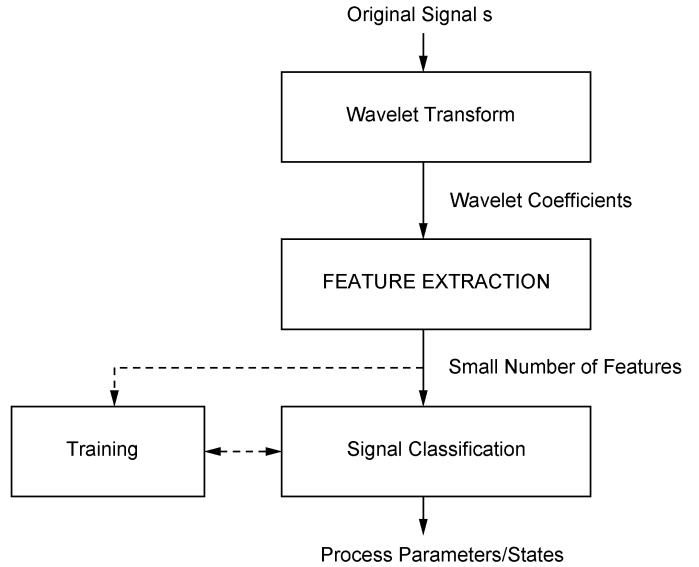 Original Signal s
Wavelet Transform
Wavelet Coefficients
FEATURE EXTRACTION
Small Number of Features
Training
Signal Classification
Process Parameters/States